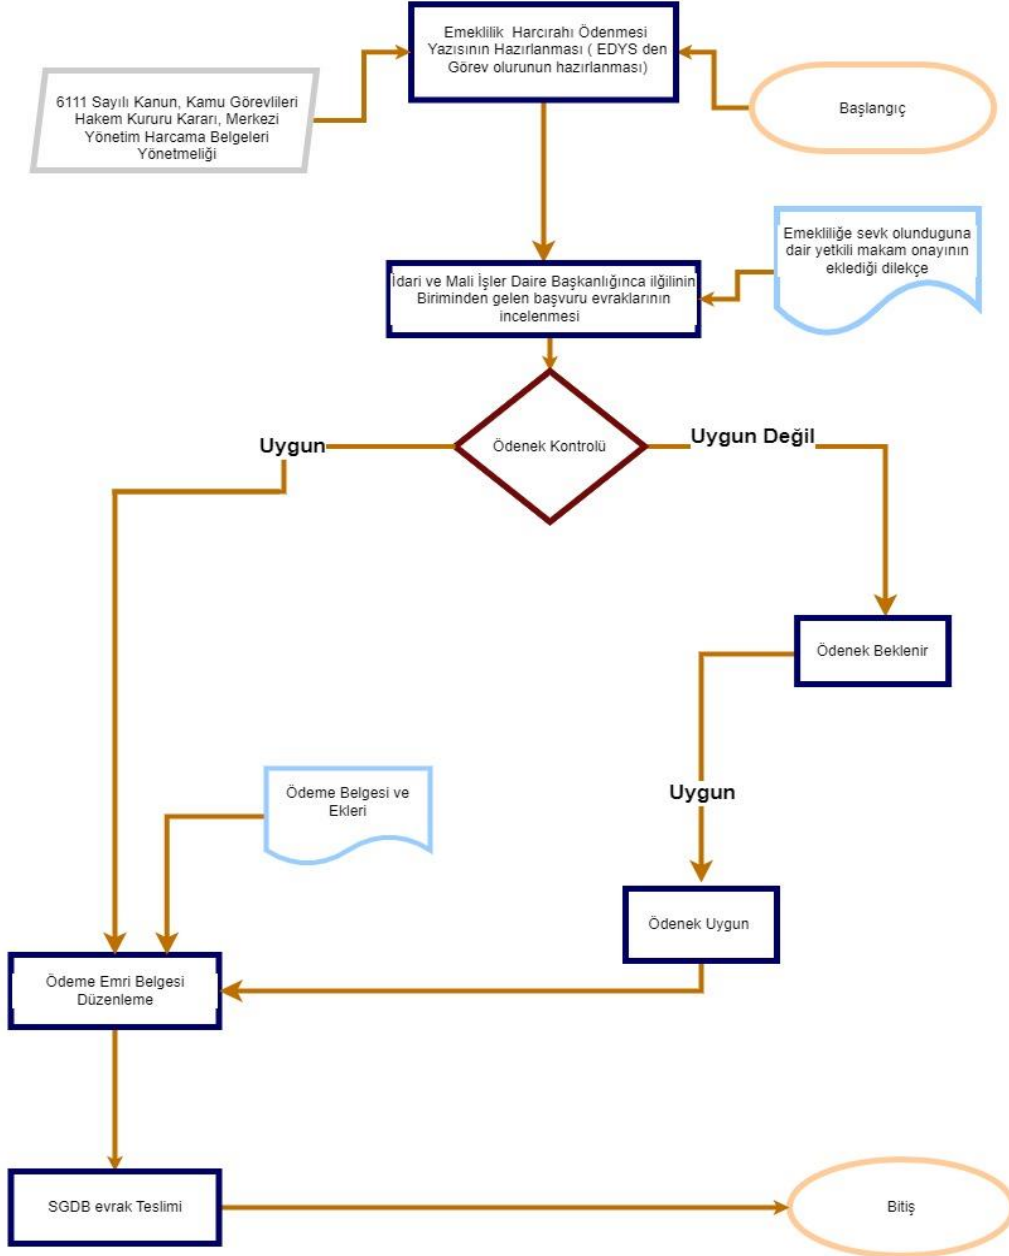 Emeklilik Harcırahı Ödenmesi
Yazısının Hazırlanması ( EDYS den
Görev olurunun hazırlanması)
6111 Sayılı Kanun, Kamu Görevlileri
Hakem Kururu Kararı, Merkezi
Yönetim Harcama Belgeleri
Yönetmeliği
Başlangıç
Emekliliğe sevk olunduguna
dair yetkili makam onayının
eklediği dilekçe
İdari ve Mali İşler Daire Başkanlığınca ilğilinin
Biriminden gelen başvuru evraklarının
incelenmesi
Uygun
Ödenek Kontrolü
Uygun Değil
Ödenek Beklenir
Uygun
Ödeme Belgesi ve
Ekleri
Ödenek Uygun
Ödeme Emri Belgesi
Düzenleme
SGDB evrak Teslimi
Bitiş